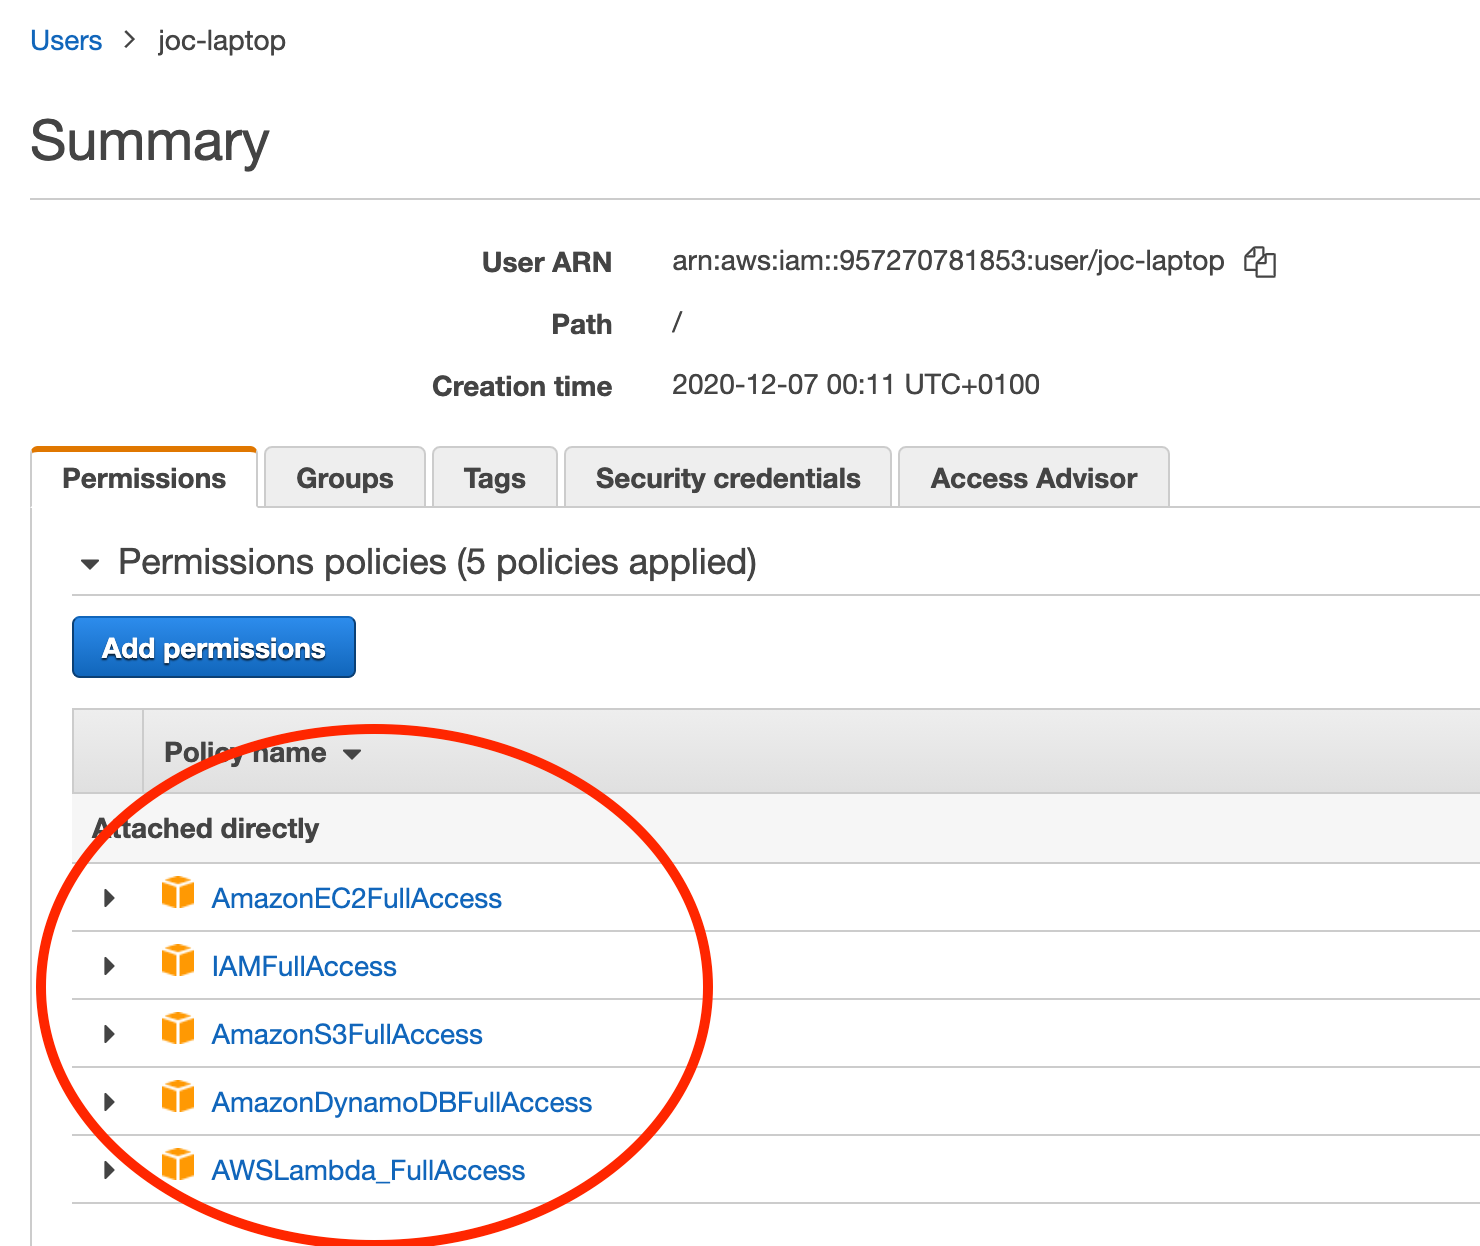 Users > joc-laptop
Summary
User ARN arn:aws:iam::957270781853:user/joc-laptop
Path /
Creation time 2020-12-07 00:11 UTC+0100
Permissions Groups Tags Security credentials Access Advisor
Permissions policies (5 policies applied)
Add permissions
Policy name
Attached directly
AmazonEC2FullAccess
IAMFullAccess
AmazonS3FullAccess
AmazonDynamoDBFullAccess
AWSLambda_FullAccess